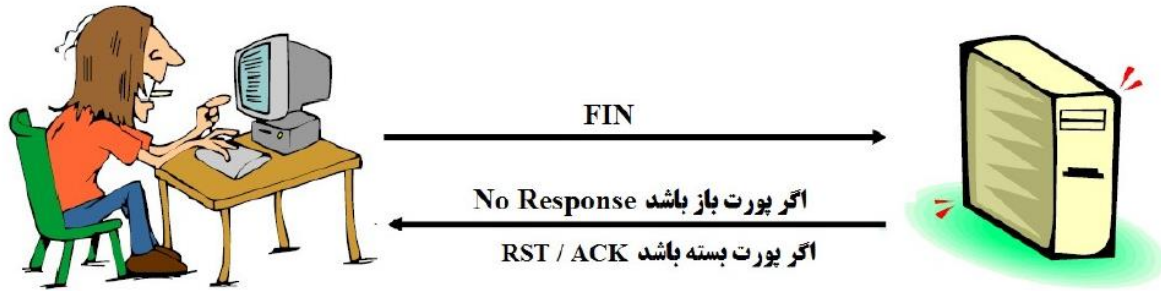 FIN
اگر پورت باز باشد No Response
اگر پورت بسته باشد RST / ACK